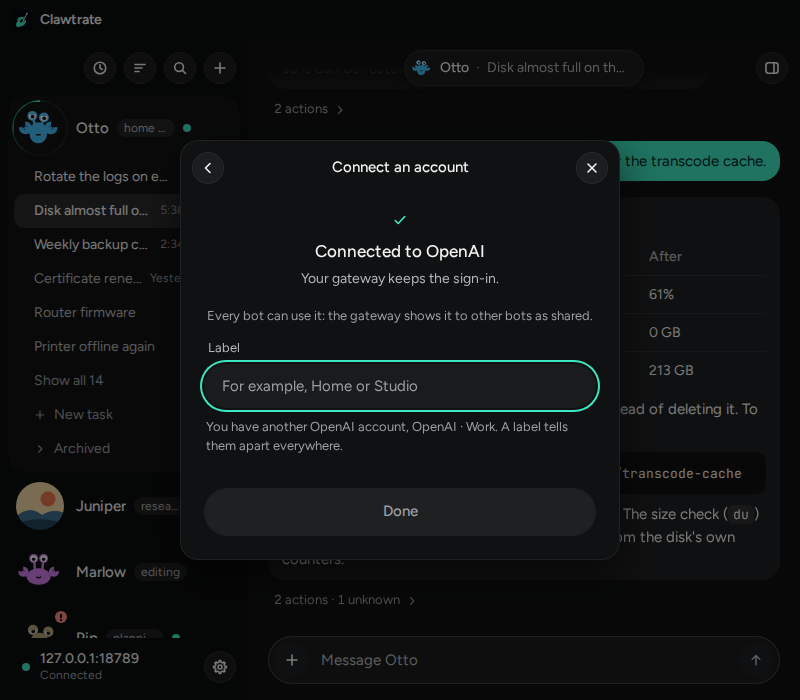 Clawtrate
Otto · Disk almost full on th...
2 actions
Otto home ...
the transcode cache.
Rotate the logs on e...
Disk almost full o... 5:36
Weekly backup c... 2:34
Certificate rene... Yeste
Router firmware
Printer offline again
Show all 14
New task
Archived
Juniper resea...
Marlow editing
Pip planni...
127.0.0.1:18789
Connected
Connect an account
Connected to OpenAI
Your gateway keeps the sign-in.
Every bot can use it: the gateway shows it to other bots as shared.
Label
For example, Home or Studio
You have another OpenAI account, OpenAI · Work. A label tells
them apart everywhere.
Done
After
61%
0 GB
213 GB
ead of deleting it. To
/transcode-cache
The size check ( du )
om the disk's own
counters.
2 actions · 1 unknown
Message Otto